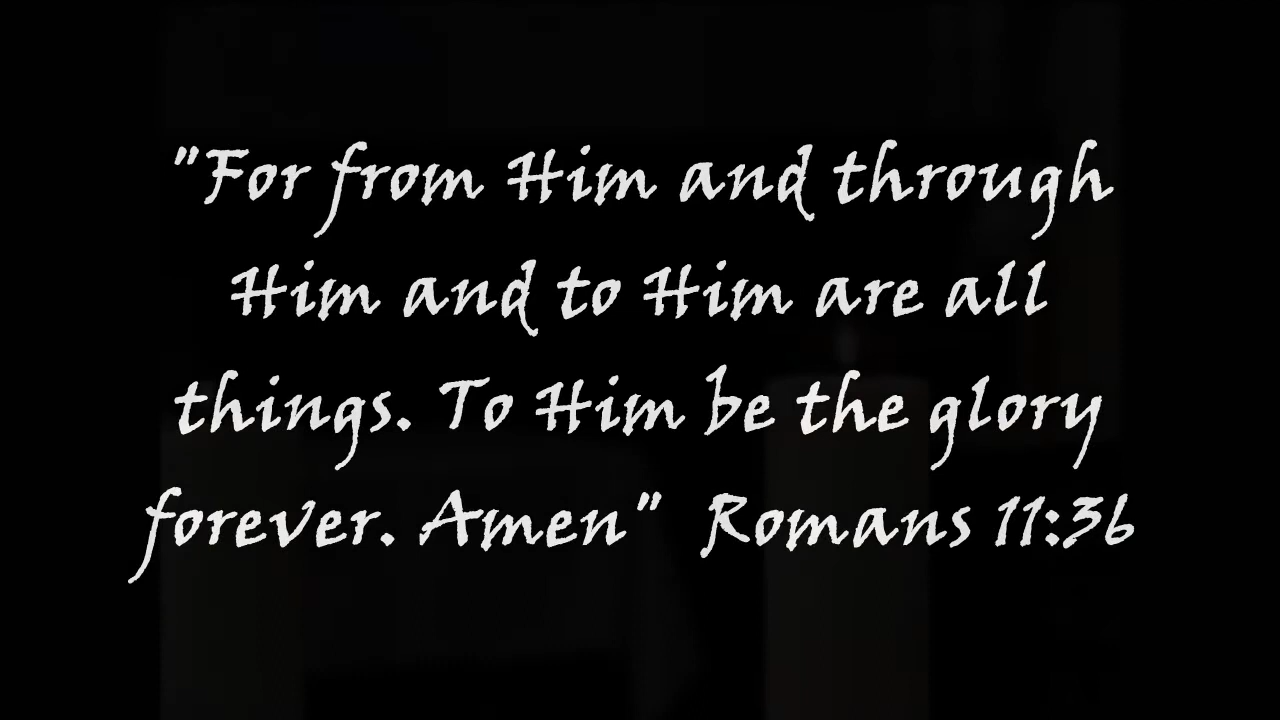 "For from Him and through
Him and to Him are all
things. To Him be the glory
forever. Amen" Romans 11:36